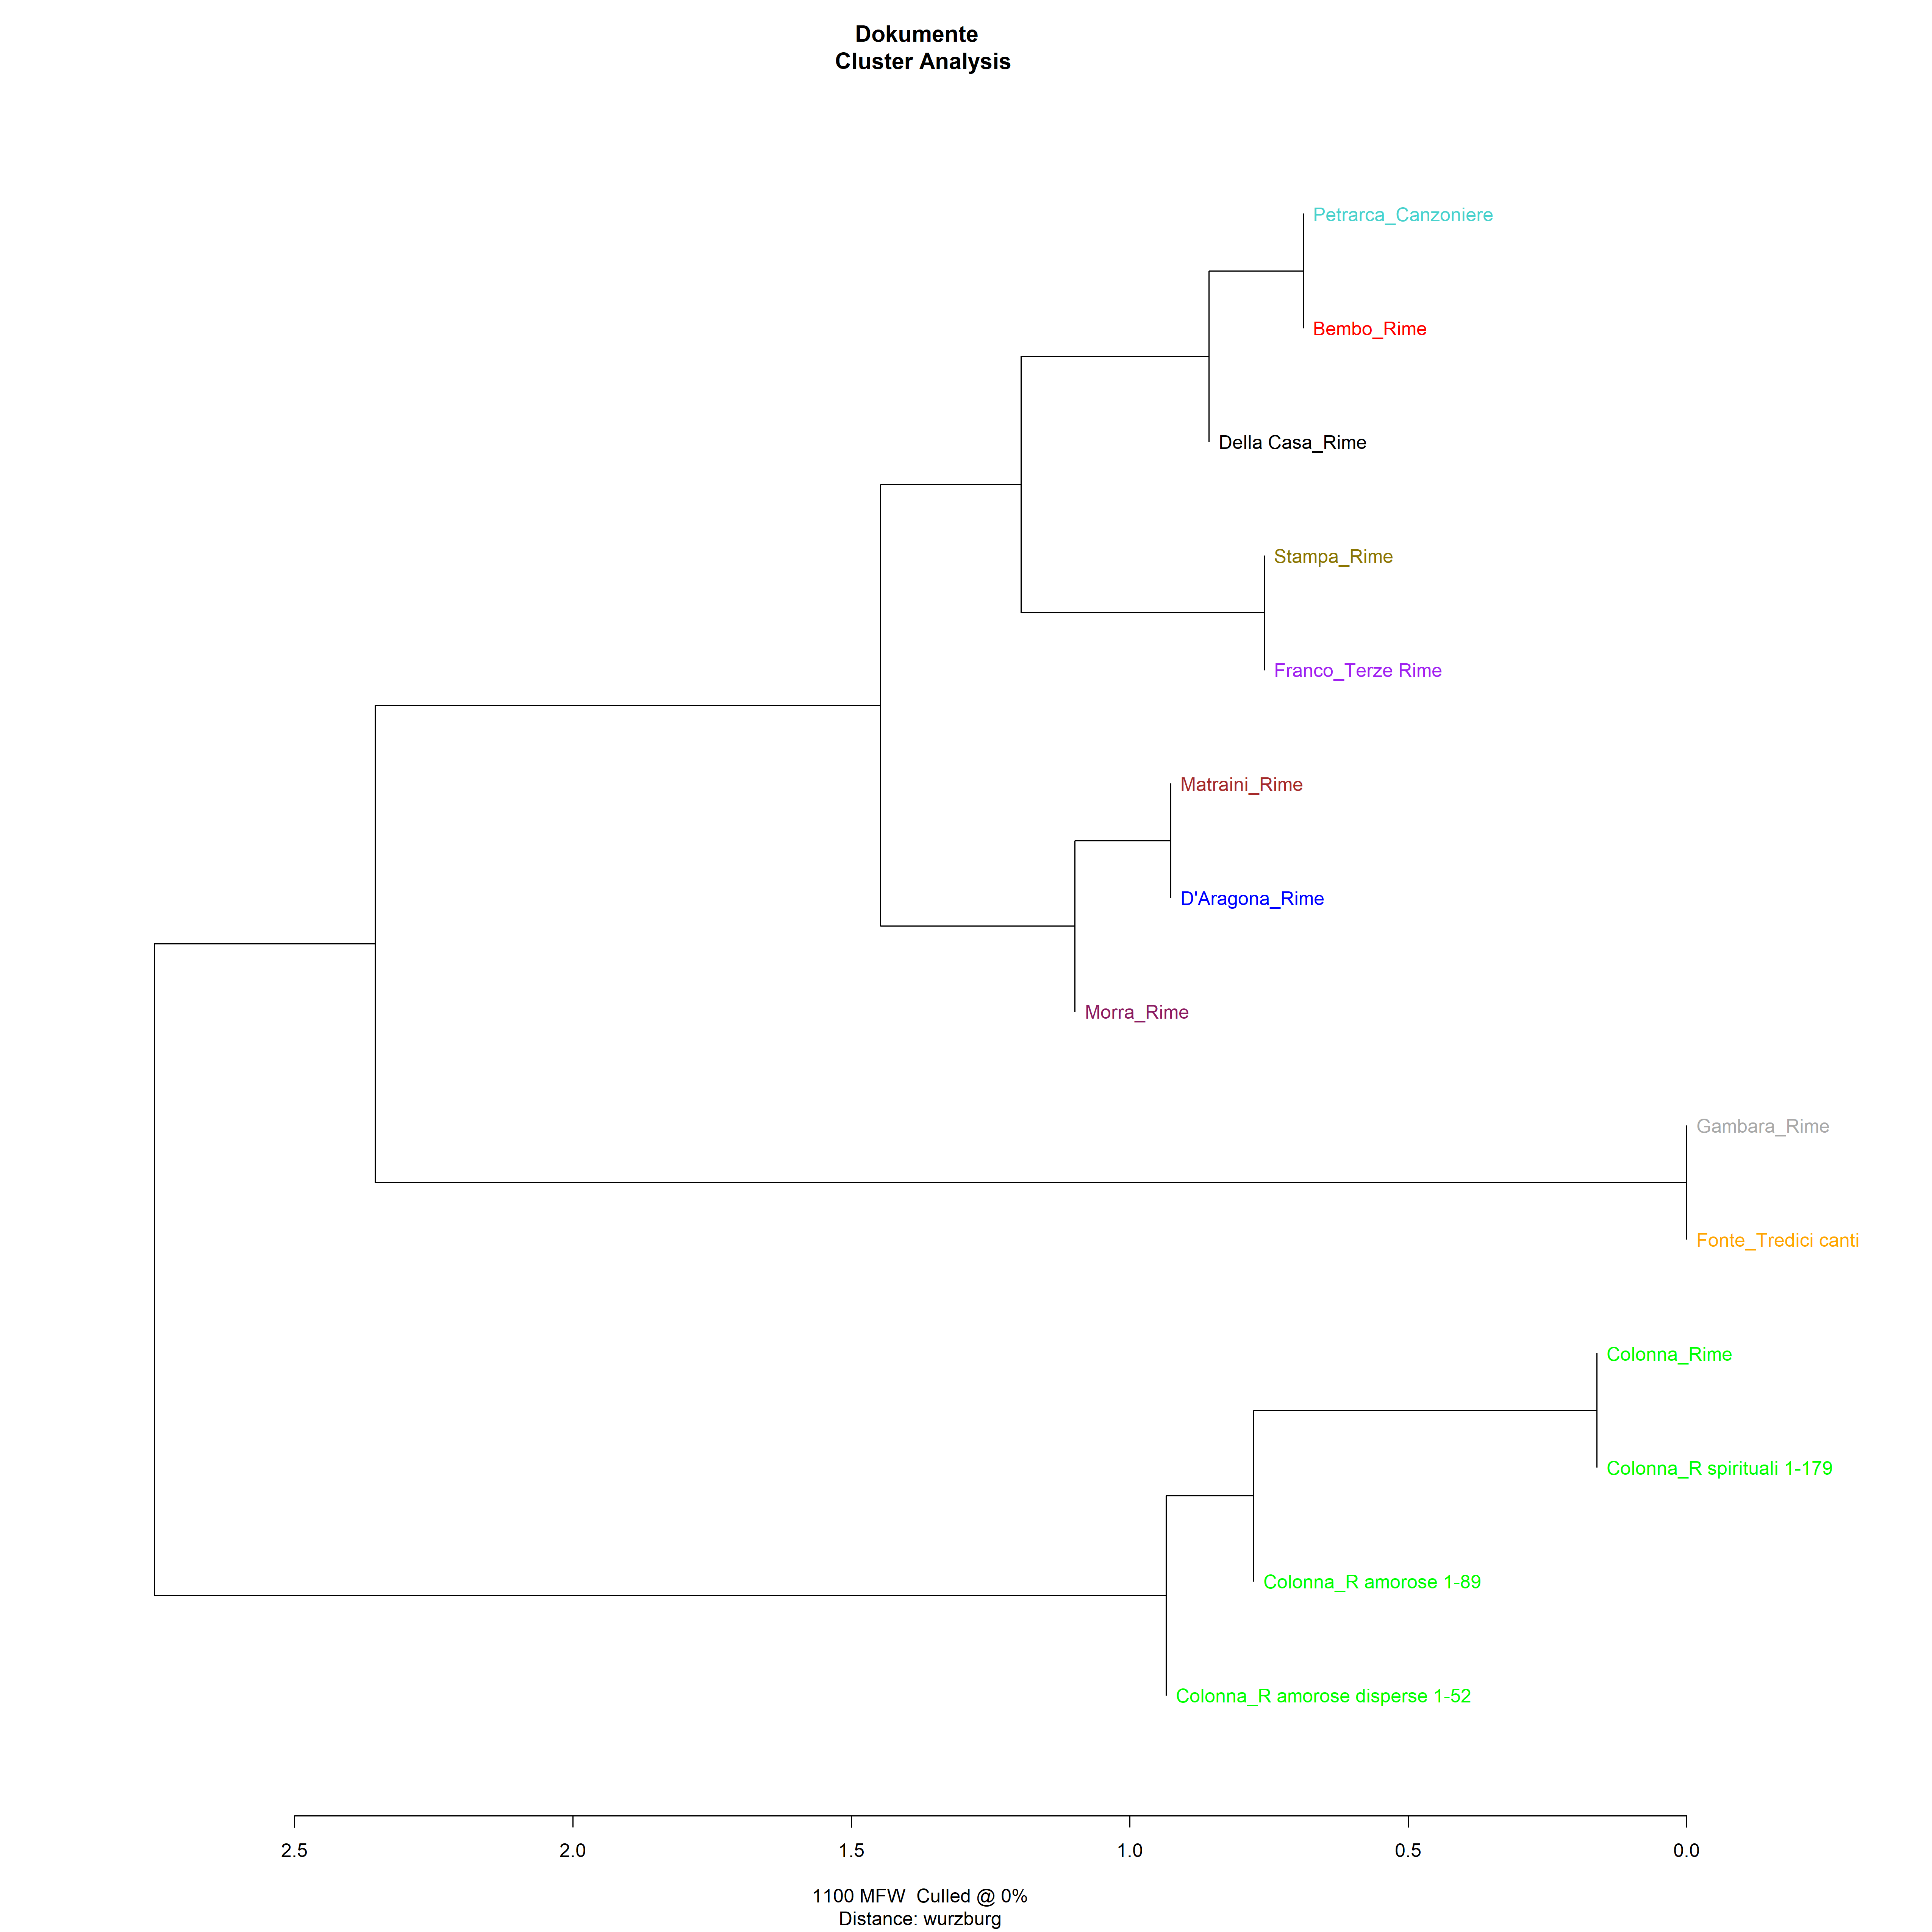 Dokumente
Cluster Analysis
Petrarca_Canzoniere
Bembo_Rime
Della Casa_Rime
Stampa_Rime
Franco_Terze Rime
Matraini_Rime
D'Aragona_Rime
Morra_Rime
Gambara_Rime
Fonte_Tredici canti
Colonna_Rime
Colonna_R spirituali 1-179
Colonna_R amorose 1-89
Colonna_R amorose disperse 1-52
2.5 2.0 1.5 1.0 0.5 0.0
1100 MFW  Culled @ 0%
Distance: wurzburg